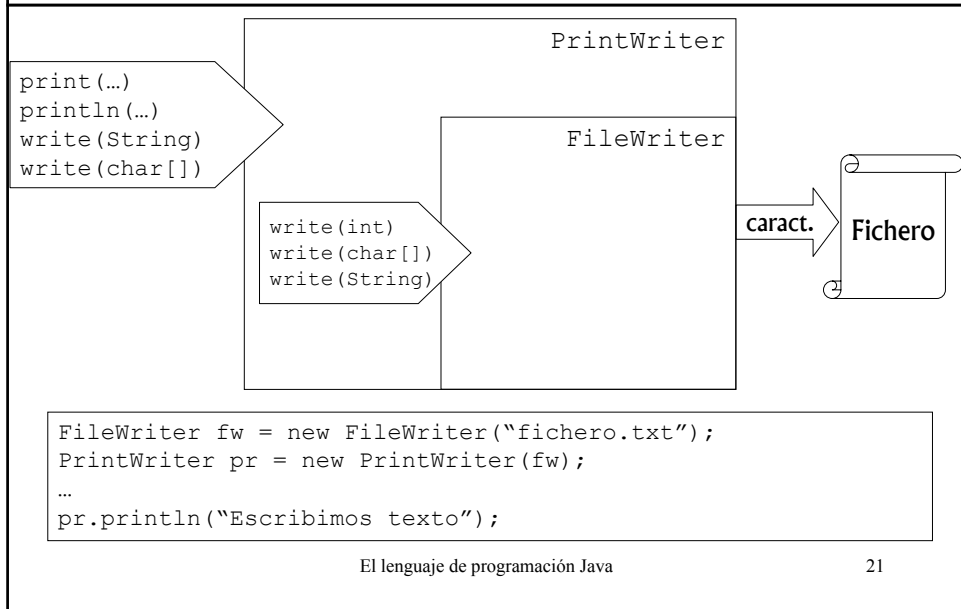 PrintWriter
print(…)
println(…)
write(String)
write(char[])
FileWriter
write(int)
write(char[])
write(String)
caract.
Fichero
FileWriter fw = new FileWriter(“fichero.txt”);
PrintWriter pr = new PrintWriter(fw);
…
pr.println(“Escribimos texto”);
El lenguaje de programación Java 21